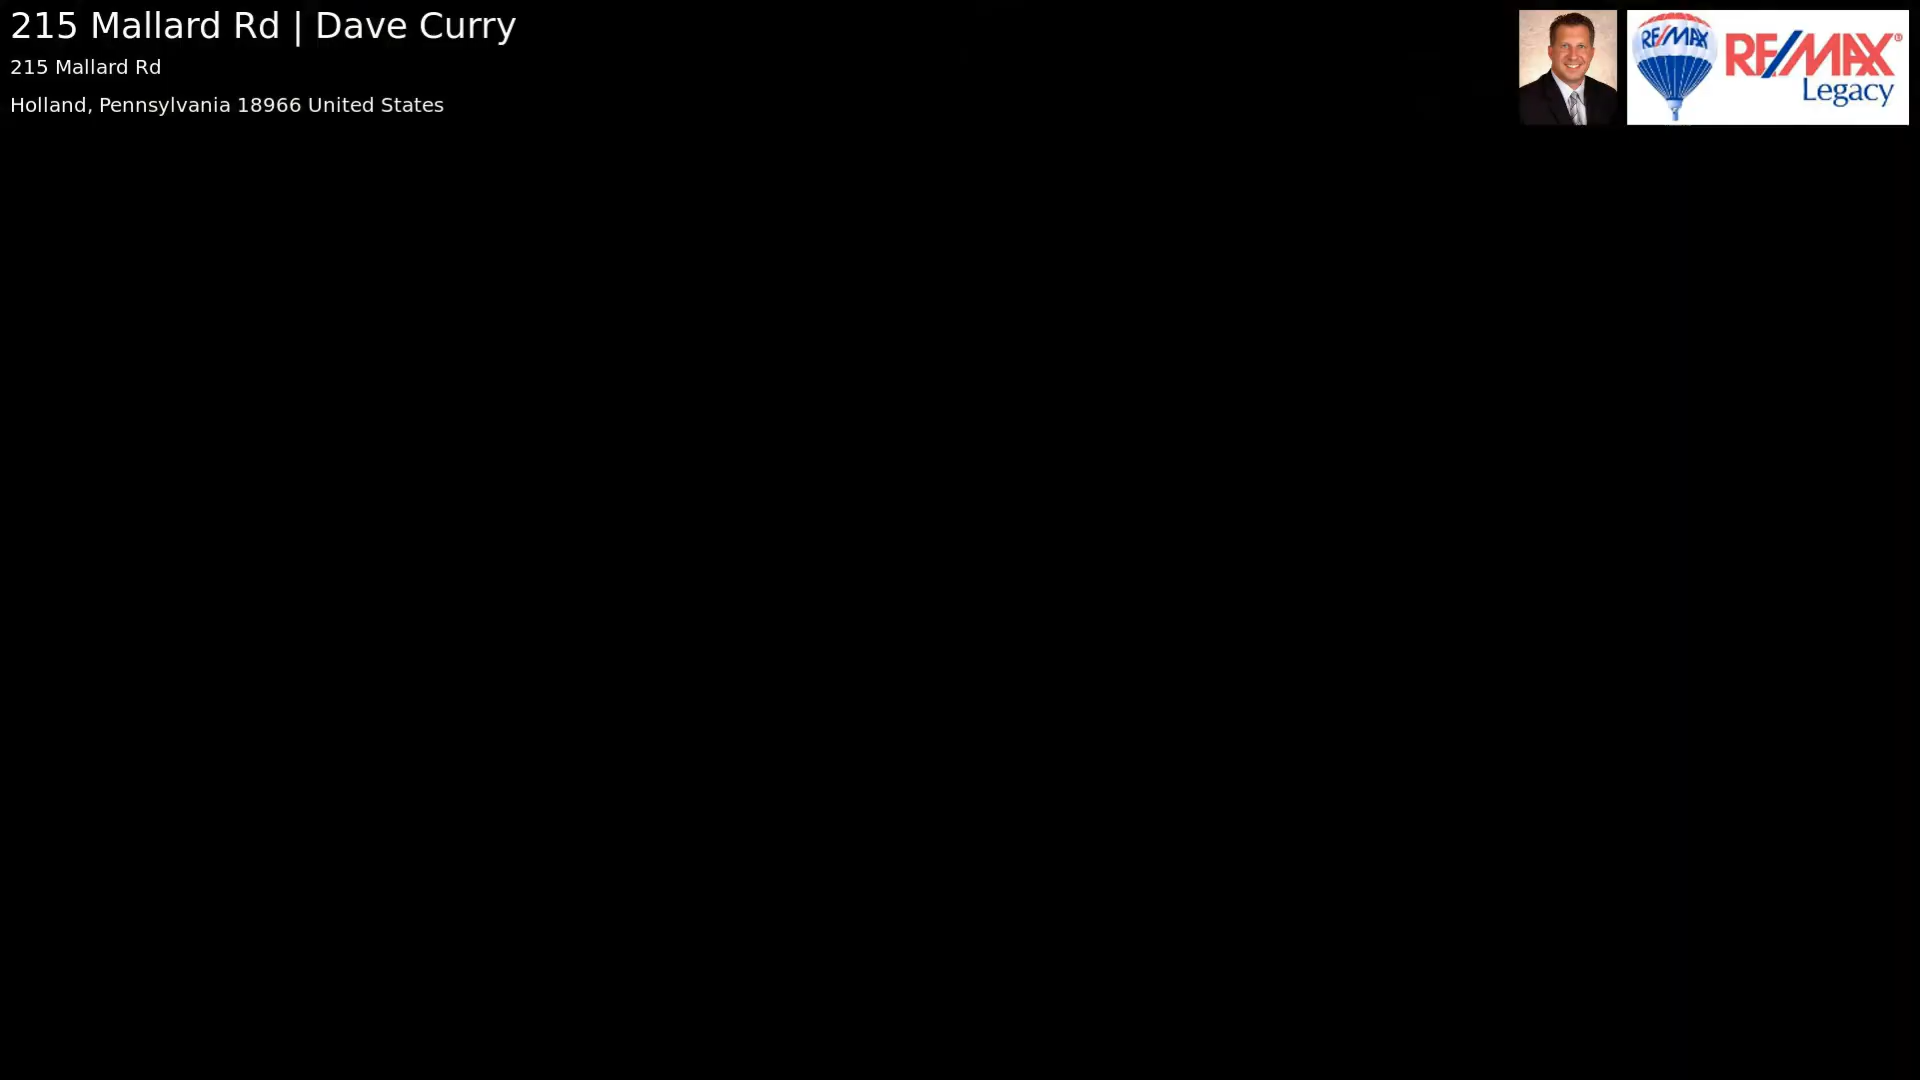 215 Mallard Rd | Dave Curry
215 Mallard Rd
Holland, Pennsylvania 18966 United States
RE/MAX
RE/MAX®
Legacy